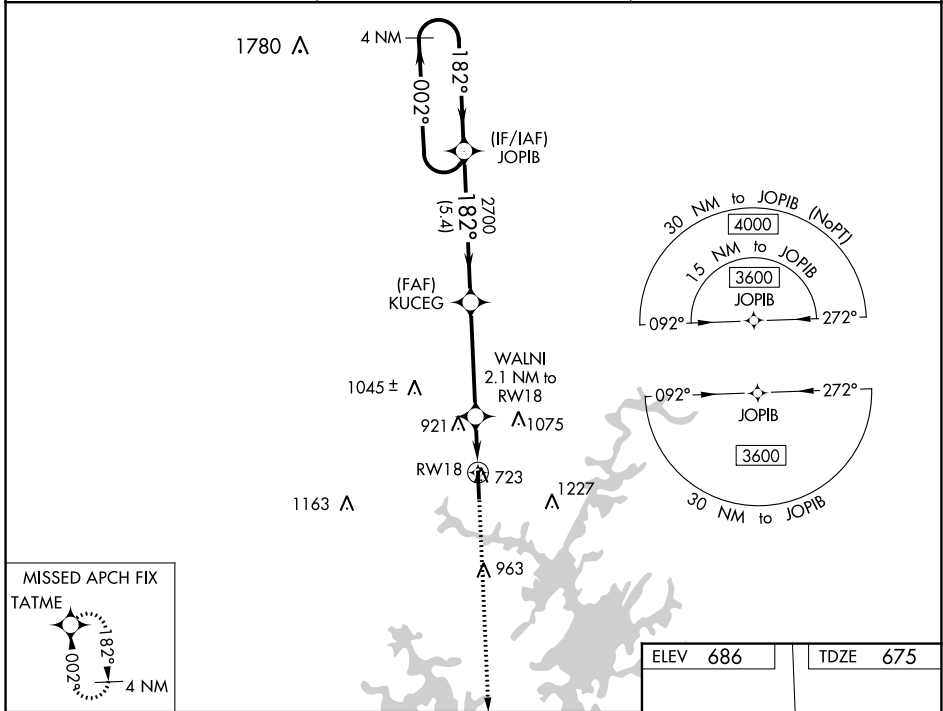 1780
4 NM
182°
002°
(IF/IAF)
JOPIB
2700
182°
(5.4)
(FAF)
KUCEG
WALNI
2.1 NM to
RW18
1045 ±
921
1075
RW18
723
1163
1227
963
30 NM to JOPIB (NoPT)
4000
15 NM to JOPIB
3600
JOPIB
092°
272°
092°
272°
JOPIB
3600
30 NM to JOPIB
MISSED APCH FIX
TATME
182°
002°
4 NM
ELEV 686
TDZE 675